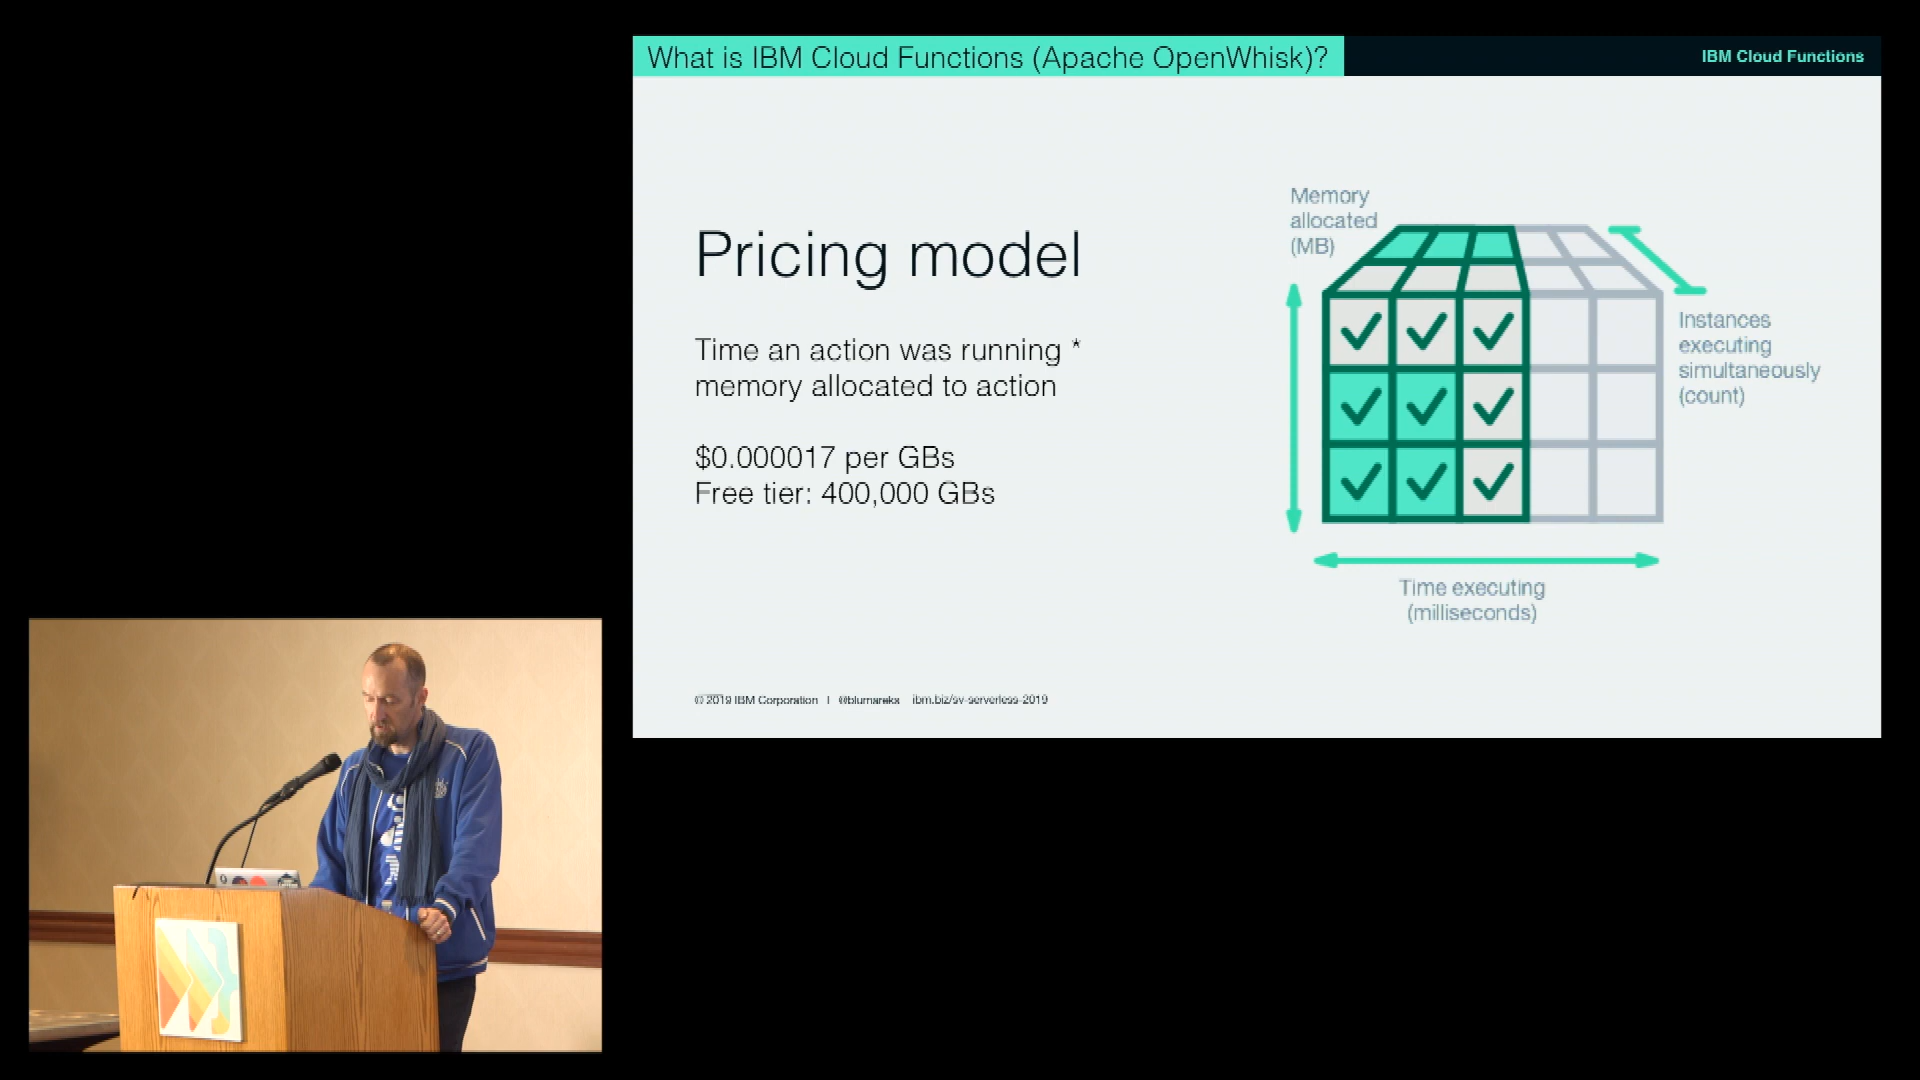 What is IBM Cloud Functions (Apache OpenWhisk)?
IBM Cloud Functions
Pricing model
Time an action was running *
memory allocated to action
$0.000017 per GBs
Free tier: 400,000 GBs
Memory
allocated
(MB)
Instances
executing
simultaneously
(count)
Time executing
(milliseconds)
© 2019 IBM Corporation | @blumareks ibm.biz/sv-serverless-2019